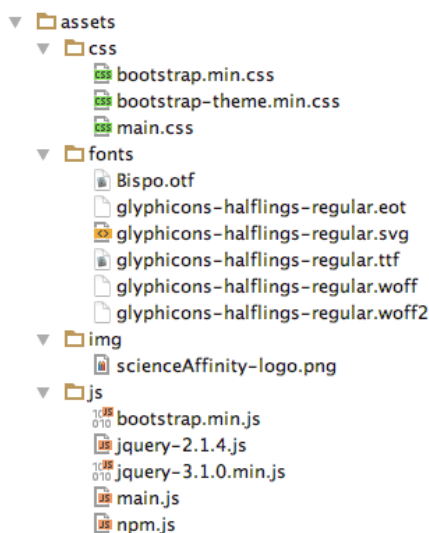 assets
css
bootstrap.min.css
bootstrap-theme.min.css
main.css
fonts
Bispo.otf
glyphicons-halflings-regular.eot
glyphicons-halflings-regular.svg
glyphicons-halflings-regular.ttf
glyphicons-halflings-regular.woff
glyphicons-halflings-regular.woff2
img
scienceAffinity-logo.png
js
bootstrap.min.js
jquery-2.1.4.js
jquery-3.1.0.min.js
main.js
npm.js